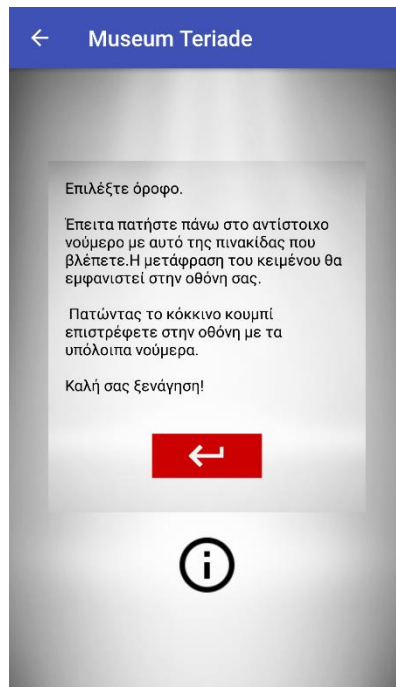 Museum Teriade
Επιλέξτε όροφο.
Έπειτα πατήστε πάνω στο αντίστοιχο
νούμερο με αυτό της πινακίδας που
βλέπετε.Η μετάφραση του κειμένου θα
εμφανιστεί στην οθόνη σας.
Πατώντας το κόκκινο κουμπί
επιστρέφετε στην οθόνη με τα
υπόλοιπα νούμερα.
Καλή σας ξενάγηση!